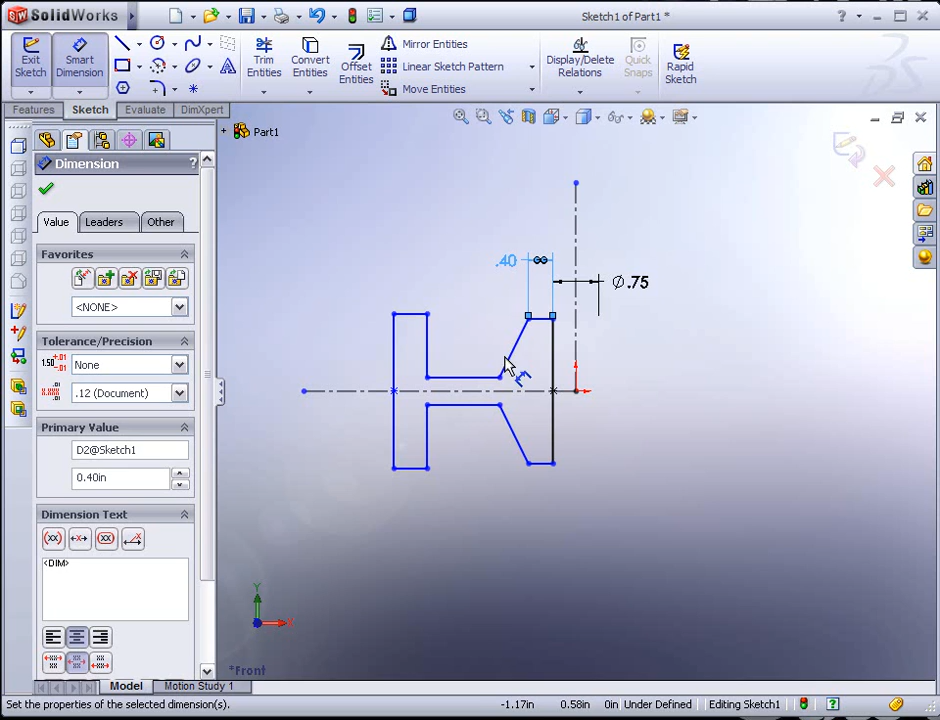 SolidWorks
Sketch1 of Part1 *
?
Exit Sketch
Smart Dimension
Trim Entities
Convert Entities
Offset Entities
Mirror Entities
Linear Sketch Pattern
Move Entities
Display/Delete Relations
Quick Snaps
Rapid Sketch
Features Sketch Evaluate DimXpert
Part1
Dimension ?
Value Leaders Other
Favorites
<NONE>
Tolerance/Precision
None
.12 (Document)
Primary Value
D2@Sketch1
0.40in
Dimension Text
<DIM>
.40
Ø.75
Y
X
*Front
Model Motion Study 1
Set the properties of the selected dimension(s). -1.17in 0.58in 0in Under Defined Editing Sketch1 ?